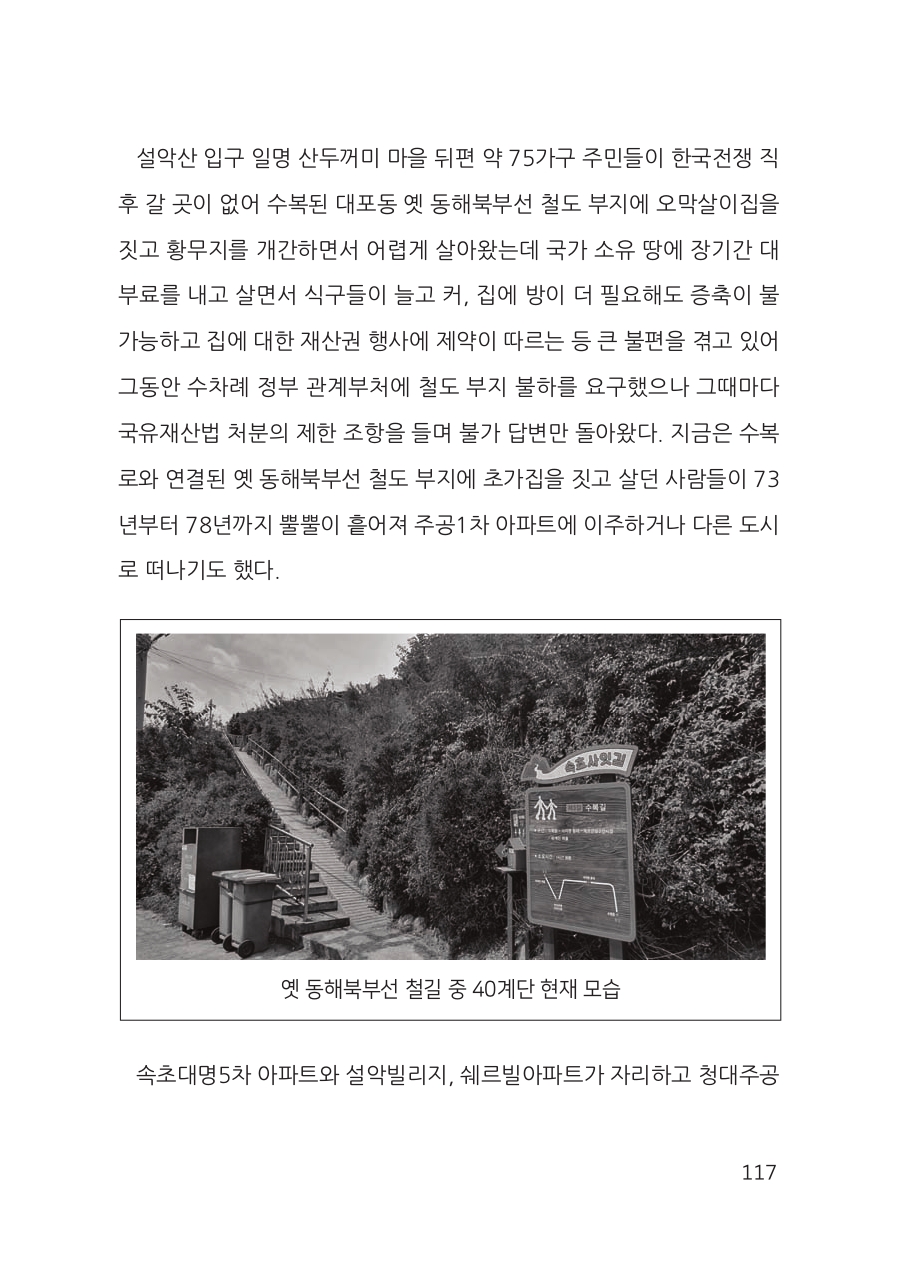 설악산 입구 일명 산두꺼미 마을 뒤편 약 75가구 주민들이 한국전쟁 직
후 갈 곳이 없어 수복된 대포동 옛 동해북부선 철도 부지에 오막살이집을
짓고 황무지를 개간하면서 어렵게 살아왔는데 국가 소유 땅에 장기간 대
부료를 내고 살면서 식구들이 늘고 커, 집에 방이 더 필요해도 증축이 불
가능하고 집에 대한 재산권 행사에 제약이 따르는 등 큰 불편을 겪고 있어
그동안 수차례 정부 관계부처에 철도 부지 불하를 요구했으나 그때마다
국유재산법 처분의 제한 조항을 들며 불가 답변만 돌아왔다. 지금은 수복
로와 연결된 옛 동해북부선 철도 부지에 초가집을 짓고 살던 사람들이 73
년부터 78년까지 뿔뿔이 흩어져 주공1차 아파트에 이주하거나 다른 도시
로 떠나기도 했다.
속초사잇길
수복길
옛 동해북부선 철길 중 40계단 현재 모습
속초대명5차 아파트와 설악빌리지, 쉐르빌아파트가 자리하고 청대주공
117